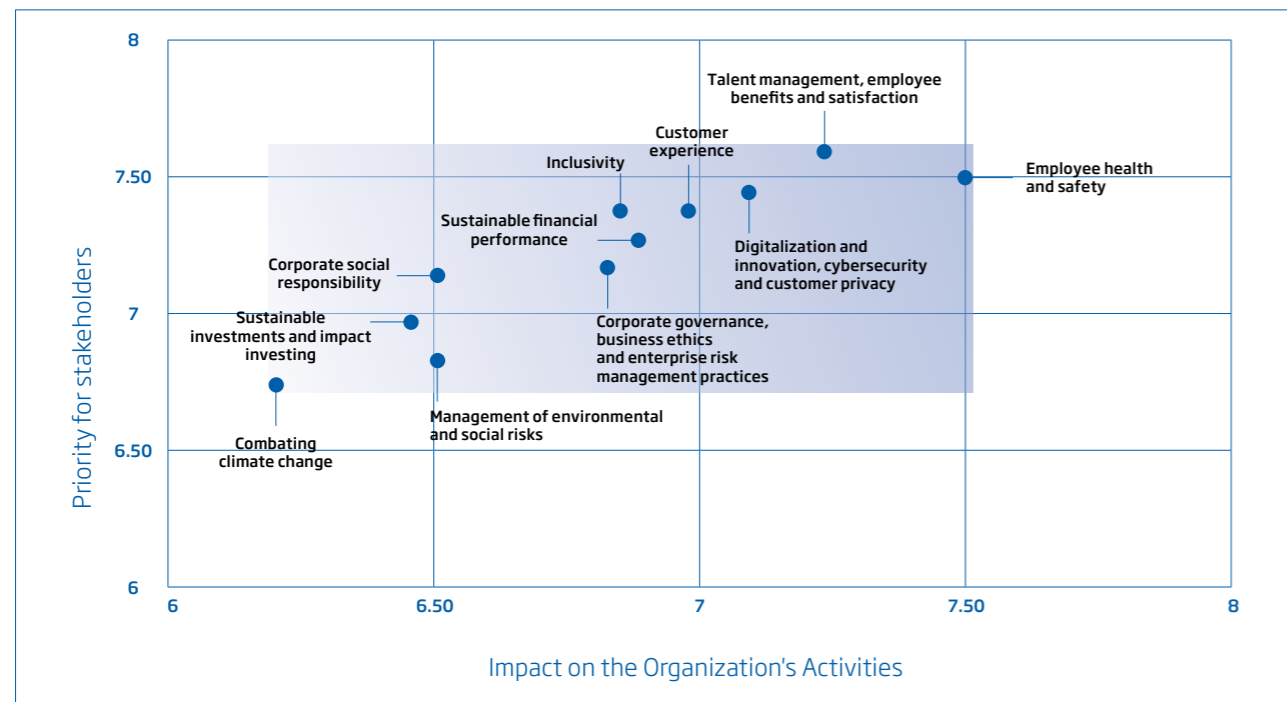 8
Talent management, employee
benefits and satisfaction
Customer
experience
Inclusivity
Employee health
and safety
7.50
Sustainable financial
performance
Digitalization and
innovation, cybersecurity
and customer privacy
Corporate social
responsibility
Priority for stakeholders
7
Sustainable
investments and impact
investing
Corporate governance,
business ethics
and enterprise risk
management practices
Management of environmental
and social risks
Combating
climate change
6.50
6
6
6.50
7
7.50
8
Impact on the Organization's Activities